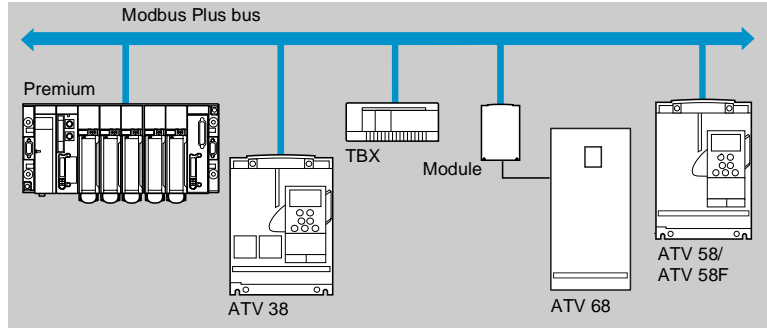 Modbus Plus bus
Premium
TBX
Module
ATV 38
ATV 68
ATV 58/
ATV 58F